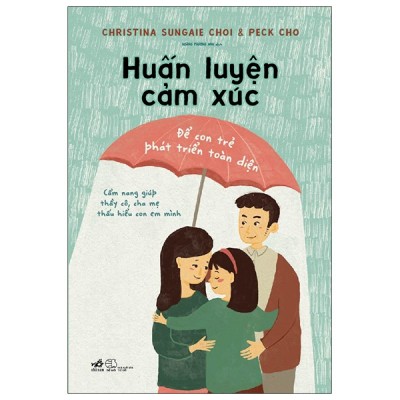 CHRISTINA SUNGAIE CHOI & PECK CHO
Huấn luyện
cảm xúc
Để con trẻ
phát triển toàn diện
Cẩm nang giúp
thầy cô, cha mẹ
thấu hiểu con em mình